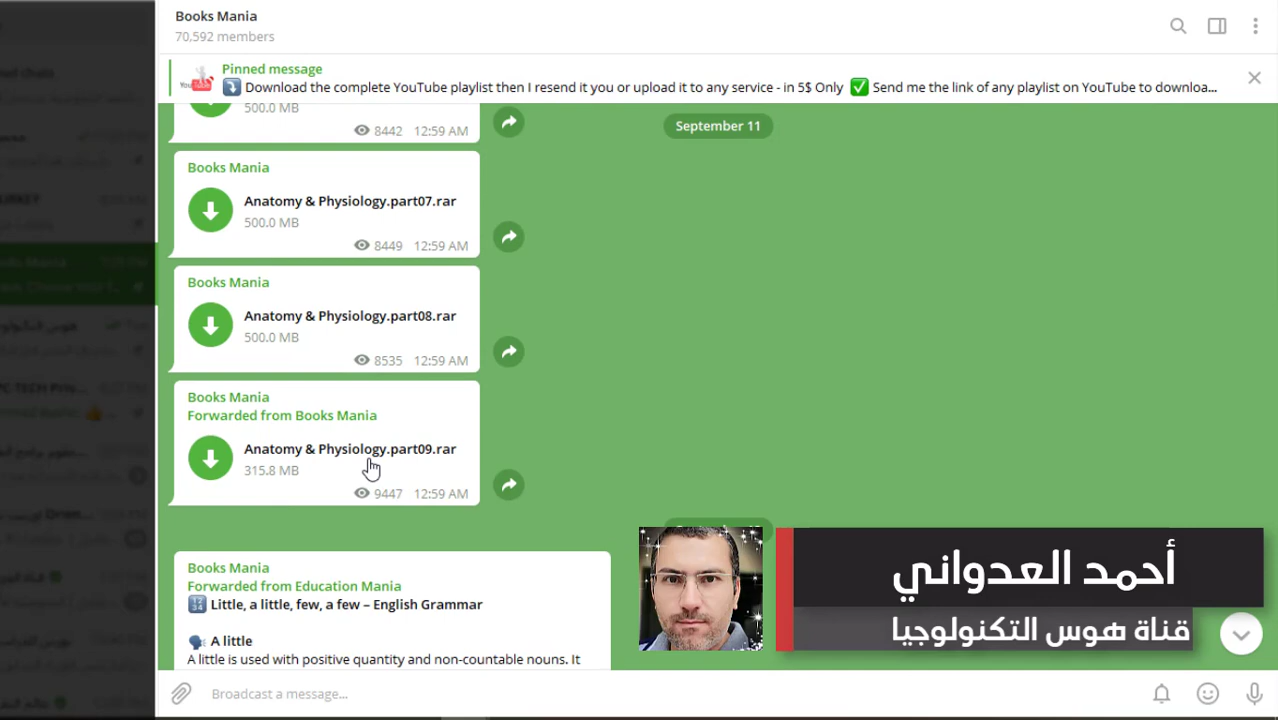 Books Mania
70,592 members
Pinned message
Download the complete YouTube playlist then I resend it you or upload it to any service - in 5$ Only ✅ Send me the link of any playlist on YouTube to downloa...
500.0 MB
8442 12:59 AM
September 11
Books Mania
Anatomy & Physiology.part07.rar
500.0 MB
8449 12:59 AM
Books Mania
Anatomy & Physiology.part08.rar
500.0 MB
8535 12:59 AM
Books Mania
Forwarded from Books Mania
Anatomy & Physiology.part09.rar
315.8 MB
9447 12:59 AM
Books Mania
Forwarded from Education Mania
🔢 Little, a little, few, a few – English Grammar
🗣 A little
A little is used with positive quantity and non-countable nouns. It
أحمد العدواني
قناة هوس التكنولوجيا
Broadcast a message...